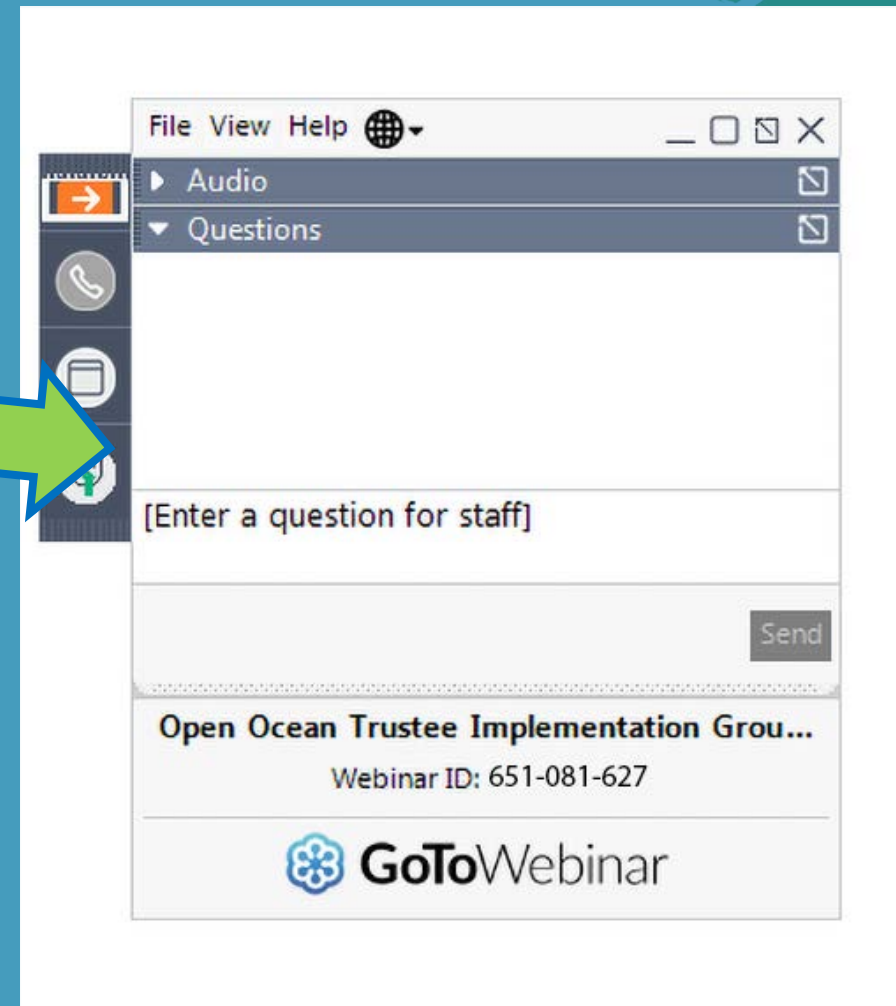 File View Help
Audio
Questions
[Enter a question for staff]
Send
Open Ocean Trustee Implementation Grou...
Webinar ID: 651-081-627
GoToWebinar